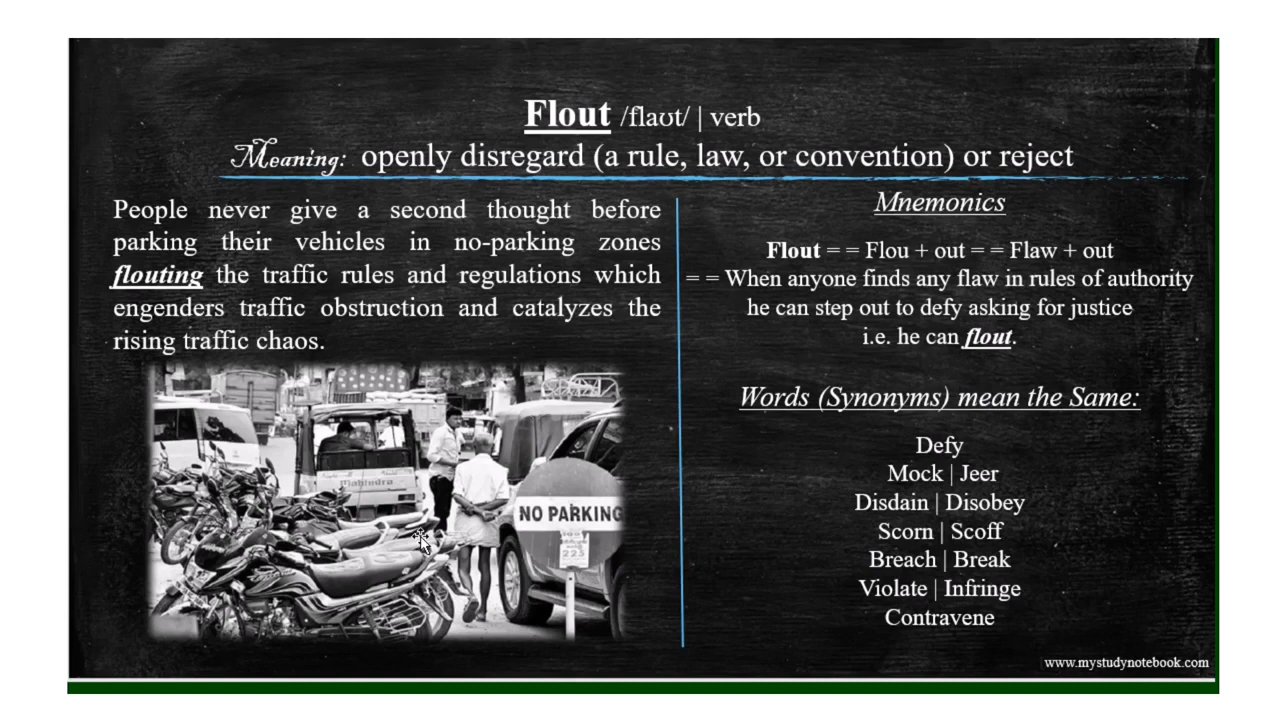 Flout /flaʊt/ | verb
Meaning: openly disregard (a rule, law, or convention) or reject
People never give a second thought before
parking their vehicles in no-parking zones
flouting the traffic rules and regulations which
engenders traffic obstruction and catalyzes the
rising traffic chaos.
Mahindra
NO PARKING
223
Mnemonics
Flout = = Flou + out = = Flaw + out
= = When anyone finds any flaw in rules of authority
he can step out to defy asking for justice
i.e. he can flout.
Words (Synonyms) mean the Same:
Defy
Mock | Jeer
Disdain | Disobey
Scorn | Scoff
Breach | Break
Violate | Infringe
Contravene
www.mystudynotebook.com